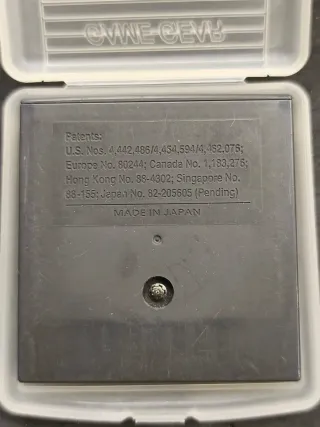 GAME GEAR
Patents:
U.S. Nos. 4,442,486/4,454,594/4,462,076;
Europe No. 80244; Canada No. 1,183,276;
Hong Kong No. 88-4302; Singapore No.
88-155; Japan No. 82-205605 (Pending)
MADE IN JAPAN